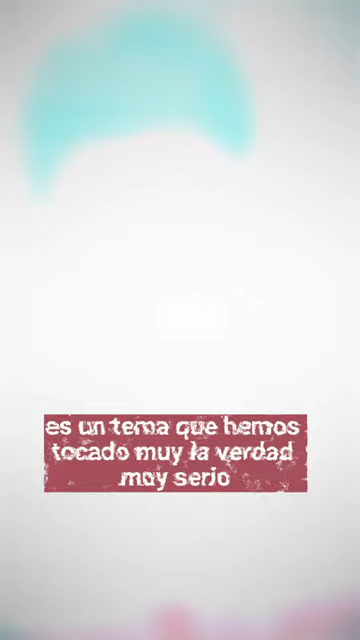 es un tema que hemos
tocado muy la verdad
muy serio